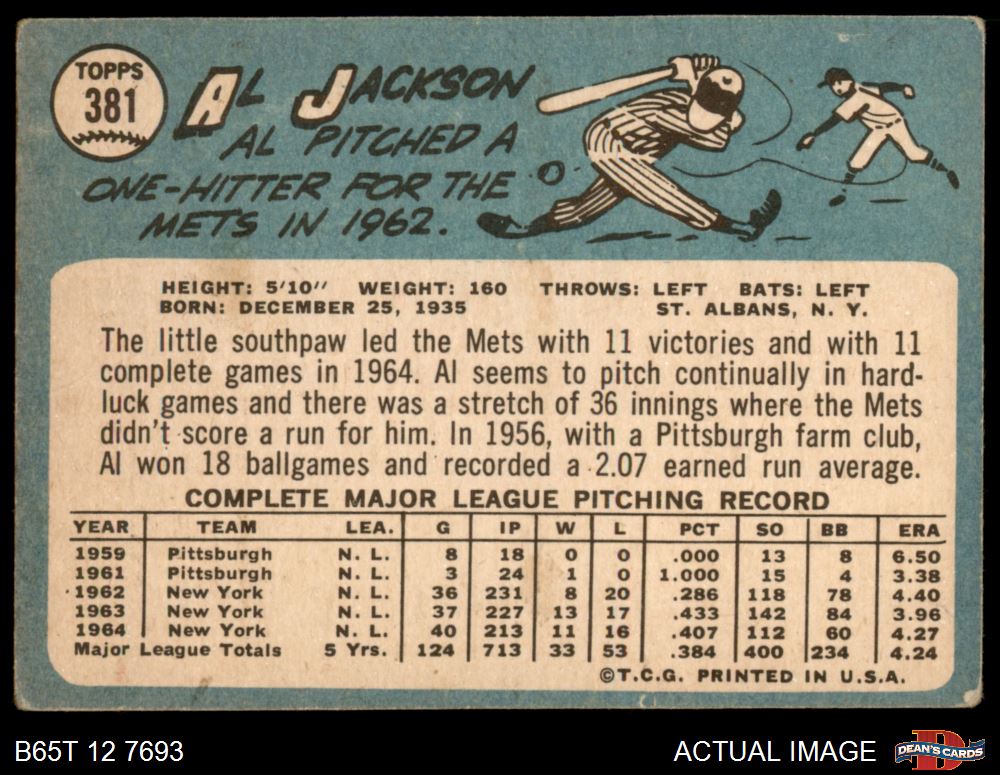 TOPPS
381
AL JACKSON
AL PITCHED A
ONE-HITTER FOR THE
METS IN 1962.
HEIGHT: 5'10" WEIGHT: 160 THROWS: LEFT BATS: LEFT
BORN: DECEMBER 25, 1935 ST. ALBANS, N. Y.
The little southpaw led the Mets with 11 victories and with 11
complete games in 1964. Al seems to pitch continually in hard-
luck games and there was a stretch of 36 innings where the Mets
didn't score a run for him. In 1956, with a Pittsburgh farm club,
Al won 18 ballgames and recorded a 2.07 earned run average.
COMPLETE MAJOR LEAGUE PITCHING RECORD
YEAR TEAM LEA. G IP W L PCT SO BB ERA
1959 Pittsburgh N. L. 8 18 0 0 .000 13 8 6.50
1961 Pittsburgh N. L. 3 24 1 0 1.000 15 4 3.38
1962 New York N. L. 36 231 8 20 .286 118 78 4.40
1963 New York N. L. 37 227 13 17 .433 142 84 3.96
1964 New York N. L. 40 213 11 16 .407 112 60 4.27
Major League Totals 5 Yrs. 124 713 33 53 .384 400 234 4.24
©T.C.G. PRINTED IN U.S.A.
B65T 12 7693 ACTUAL IMAGE DEAN'S CARDS